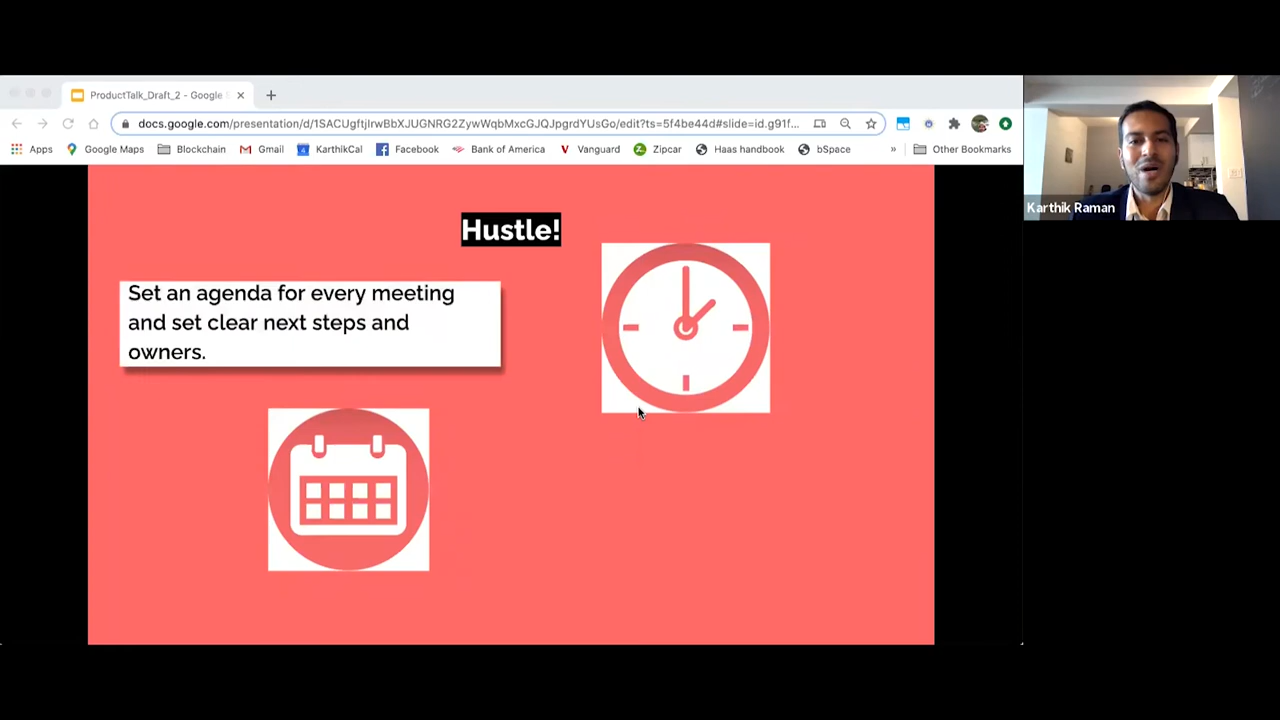 ProductTalk_Draft_2 - Google
docs.google.com/presentation/d/1SACUgftjIrwBbXJUGNRG2ZywWqbMxcGJQJpgrdYUsGo/edit?ts=5f4be44d#slide=id.g91f...
Apps Google Maps Blockchain Gmail KarthikCal Facebook Bank of America Vanguard Zipcar Haas handbook bSpace » Other Bookmarks
Karthik Raman
Hustle!
Set an agenda for every meeting
and set clear next steps and
owners.